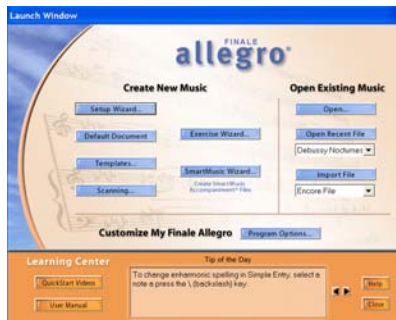 Launch Window
FINALE
allegro
Create New Music
Open Existing Music
Setup Wizard...
Open...
Default Document
Exercise Wizard...
Open Recent File
Debussy Nocturnes
Templates...
SmartMusic Wizard...
Import File
Create SmartMusic
Accompaniment® Files
Scanning...
Encore File
Customize My Finale Allegro
Program Options...
Learning Center
Tip of the Day
QuickStart Videos
To change enharmonic spelling in Simple Entry, select a
note a press the \ (backslash) key.
Help
User Manual
Close